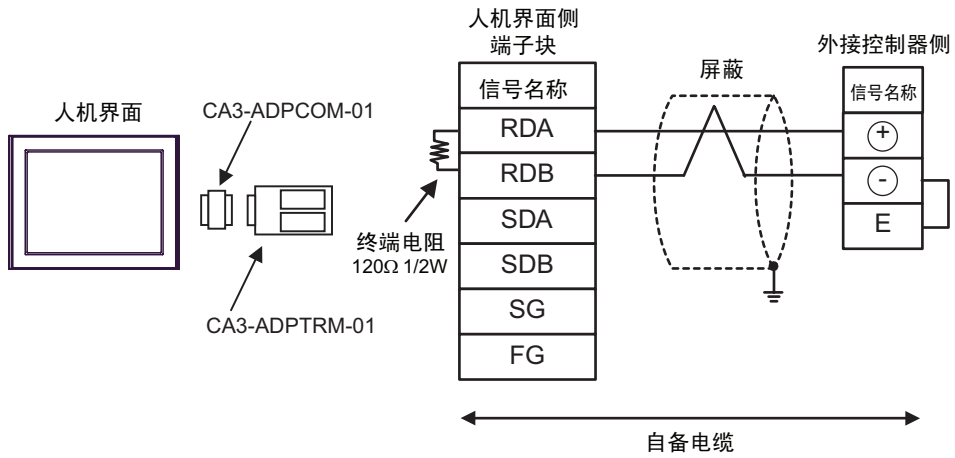 人机界面
CA3-ADPCOM-01
CA3-ADPTRM-01
终端电阻
120Ω 1/2W
人机界面侧
端子块
信号名称
RDA
RDB
SDA
SDB
SG
FG
屏蔽
外接控制器侧
信号名称
+
-
E
自备电缆